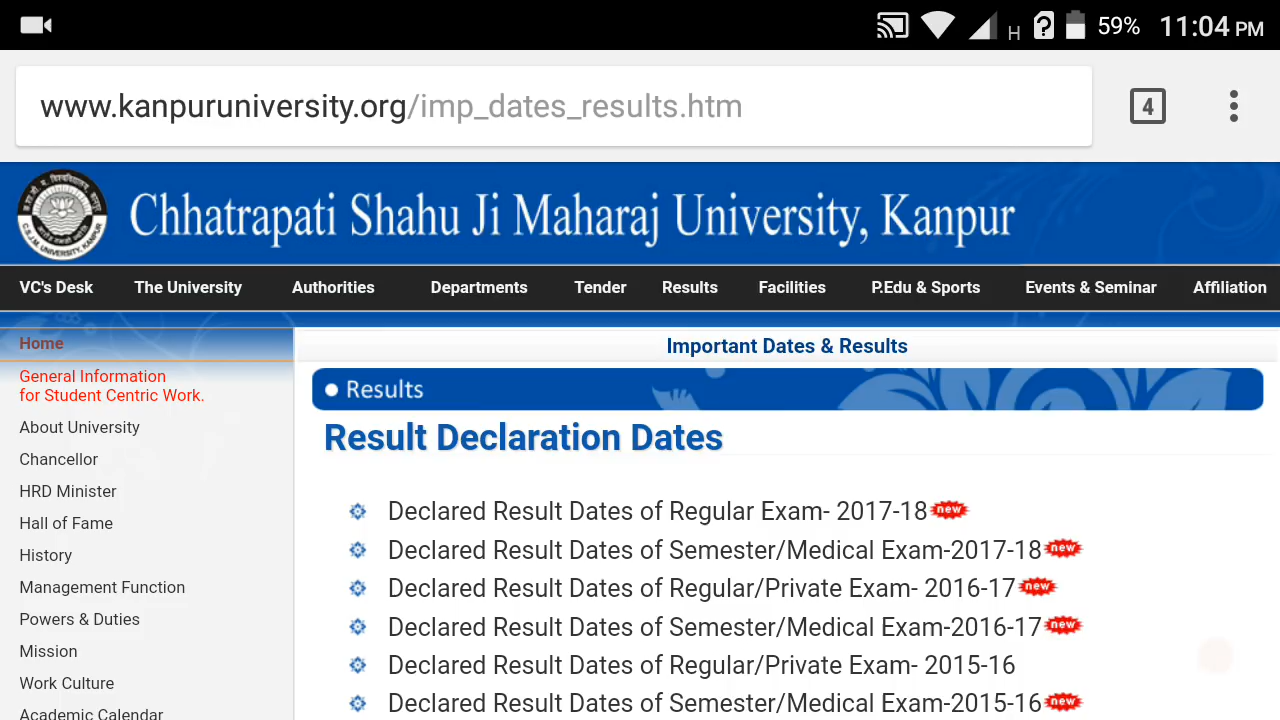 H 59% 11:04 PM
www.kanpuruniversity.org/imp_dates_results.htm
4
Chhatrapati Shahu Ji Maharaj University, Kanpur
VC's Desk The University Authorities Departments Tender Results Facilities P.Edu & Sports Events & Seminar Affiliation
Home
General Information
for Student Centric Work.
About University
Chancellor
HRD Minister
Hall of Fame
History
Management Function
Powers & Duties
Mission
Work Culture
Academic Calendar
Important Dates & Results
Results
Result Declaration Dates
Declared Result Dates of Regular Exam- 2017-18 new
Declared Result Dates of Semester/Medical Exam-2017-18 new
Declared Result Dates of Regular/Private Exam- 2016-17 new
Declared Result Dates of Semester/Medical Exam-2016-17 new
Declared Result Dates of Regular/Private Exam- 2015-16
Declared Result Dates of Semester/Medical Exam-2015-16 new